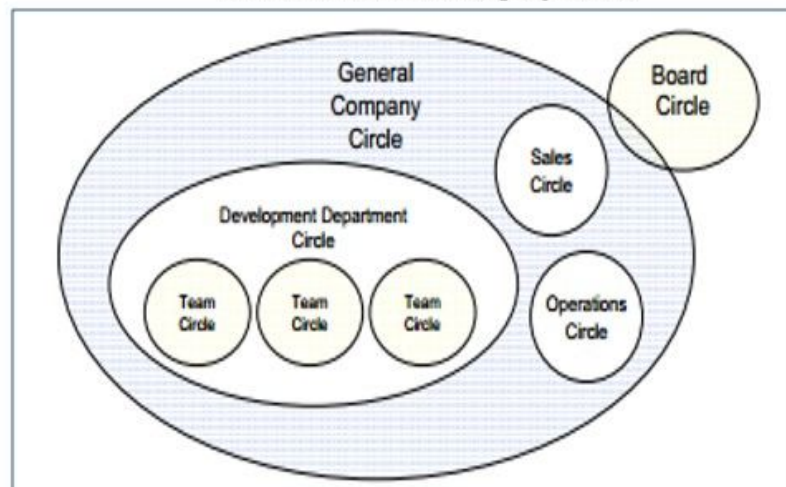 General
Company
Circle
Board
Circle
Sales
Circle
Development Department
Circle
Team
Circle
Team
Circle
Team
Circle
Operations
Circle